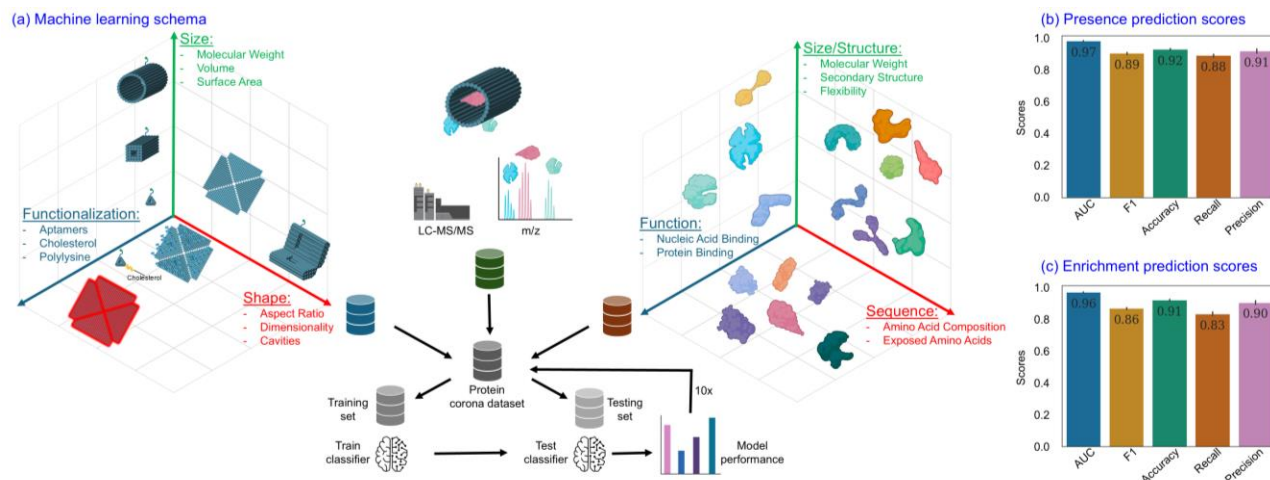 (a) Machine learning schema
Size:
- Molecular Weight
- Volume
- Surface Area
Functionalization:
- Aptamers
- Cholesterol
- Polylysine
Cholesterol
Shape:
- Aspect Ratio
- Dimensionality
- Cavities
LC-MS/MS
m/z
Size/Structure:
- Molecular Weight
- Secondary Structure
- Flexibility
Function:
- Nucleic Acid Binding
- Protein Binding
Sequence:
- Amino Acid Composition
- Exposed Amino Acids
Protein
corona dataset
10x
Training
set
Testing
set
Train
classifier
Test
classifier
Model
performance
(b) Presence prediction scores
1.0
0.8
0.6
0.4
0.2
0.0
Scores
0.97
0.89
0.92
0.88
0.91
AUC
F1
Accuracy
Recall
Precision
(c) Enrichment prediction scores
1.0
0.8
0.6
0.4
0.2
0.0
Scores
0.96
0.86
0.91
0.83
0.90
AUC
F1
Accuracy
Recall
Precision